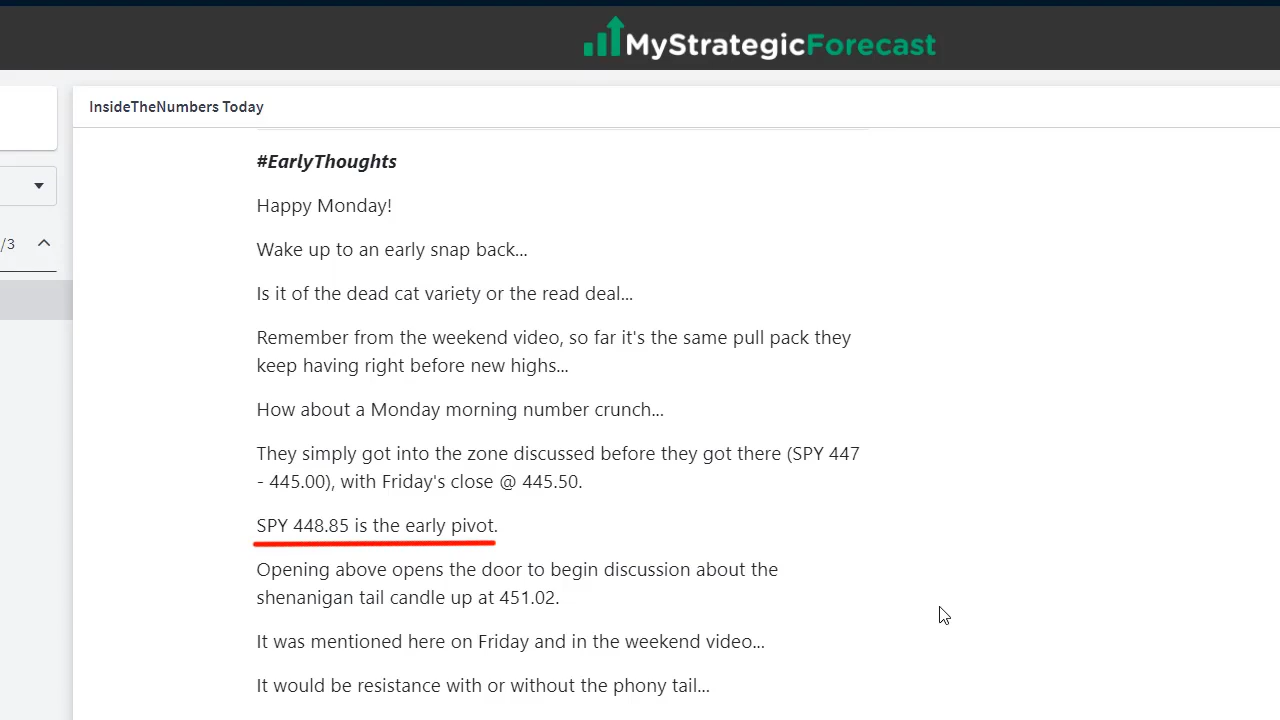 MyStrategicForecast
InsideTheNumbers Today
/3
#EarlyThoughts
Happy Monday!
Wake up to an early snap back...
Is it of the dead cat variety or the read deal...
Remember from the weekend video, so far it's the same pull pack they
keep having right before new highs...
How about a Monday morning number crunch...
They simply got into the zone discussed before they got there (SPY 447
- 445.00), with Friday's close @ 445.50.
SPY 448.85 is the early pivot.
Opening above opens the door to begin discussion about the
shenanigan tail candle up at 451.02.
It was mentioned here on Friday and in the weekend video...
It would be resistance with or without the phony tail...